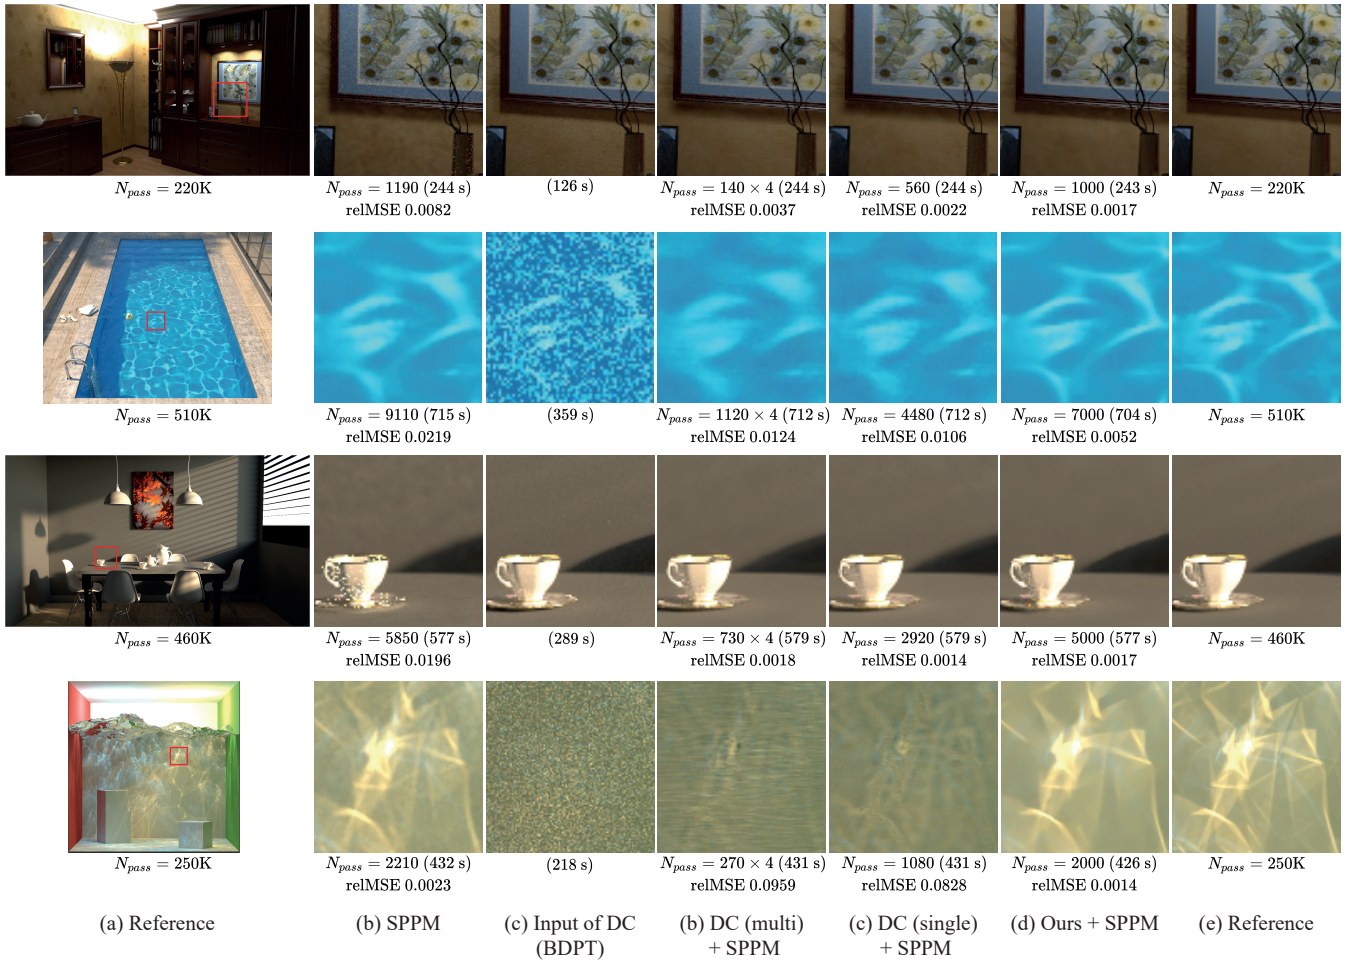 N_pass = 220K
N_pass = 1190 (244 s)
relMSE 0.0082
(126 s)
N_pass = 140 × 4 (244 s)
relMSE 0.0037
N_pass = 560 (244 s)
relMSE 0.0022
N_pass = 1000 (243 s)
relMSE 0.0017
N_pass = 220K
N_pass = 510K
N_pass = 9110 (715 s)
relMSE 0.0219
(359 s)
N_pass = 1120 × 4 (712 s)
relMSE 0.0124
N_pass = 4480 (712 s)
relMSE 0.0106
N_pass = 7000 (704 s)
relMSE 0.0052
N_pass = 510K
N_pass = 460K
N_pass = 5850 (577 s)
relMSE 0.0196
(289 s)
N_pass = 730 × 4 (579 s)
relMSE 0.0018
N_pass = 2920 (579 s)
relMSE 0.0014
N_pass = 5000 (577 s)
relMSE 0.0017
N_pass = 460K
N_pass = 250K
N_pass = 2210 (432 s)
relMSE 0.0023
(218 s)
N_pass = 270 × 4 (431 s)
relMSE 0.0959
N_pass = 1080 (431 s)
relMSE 0.0828
N_pass = 2000 (426 s)
relMSE 0.0014
N_pass = 250K
(a) Reference
(b) SPPM
(c) Input of DC
(BDPT)
(b) DC (multi)
+ SPPM
(c) DC (single)
+ SPPM
(d) Ours + SPPM
(e) Reference